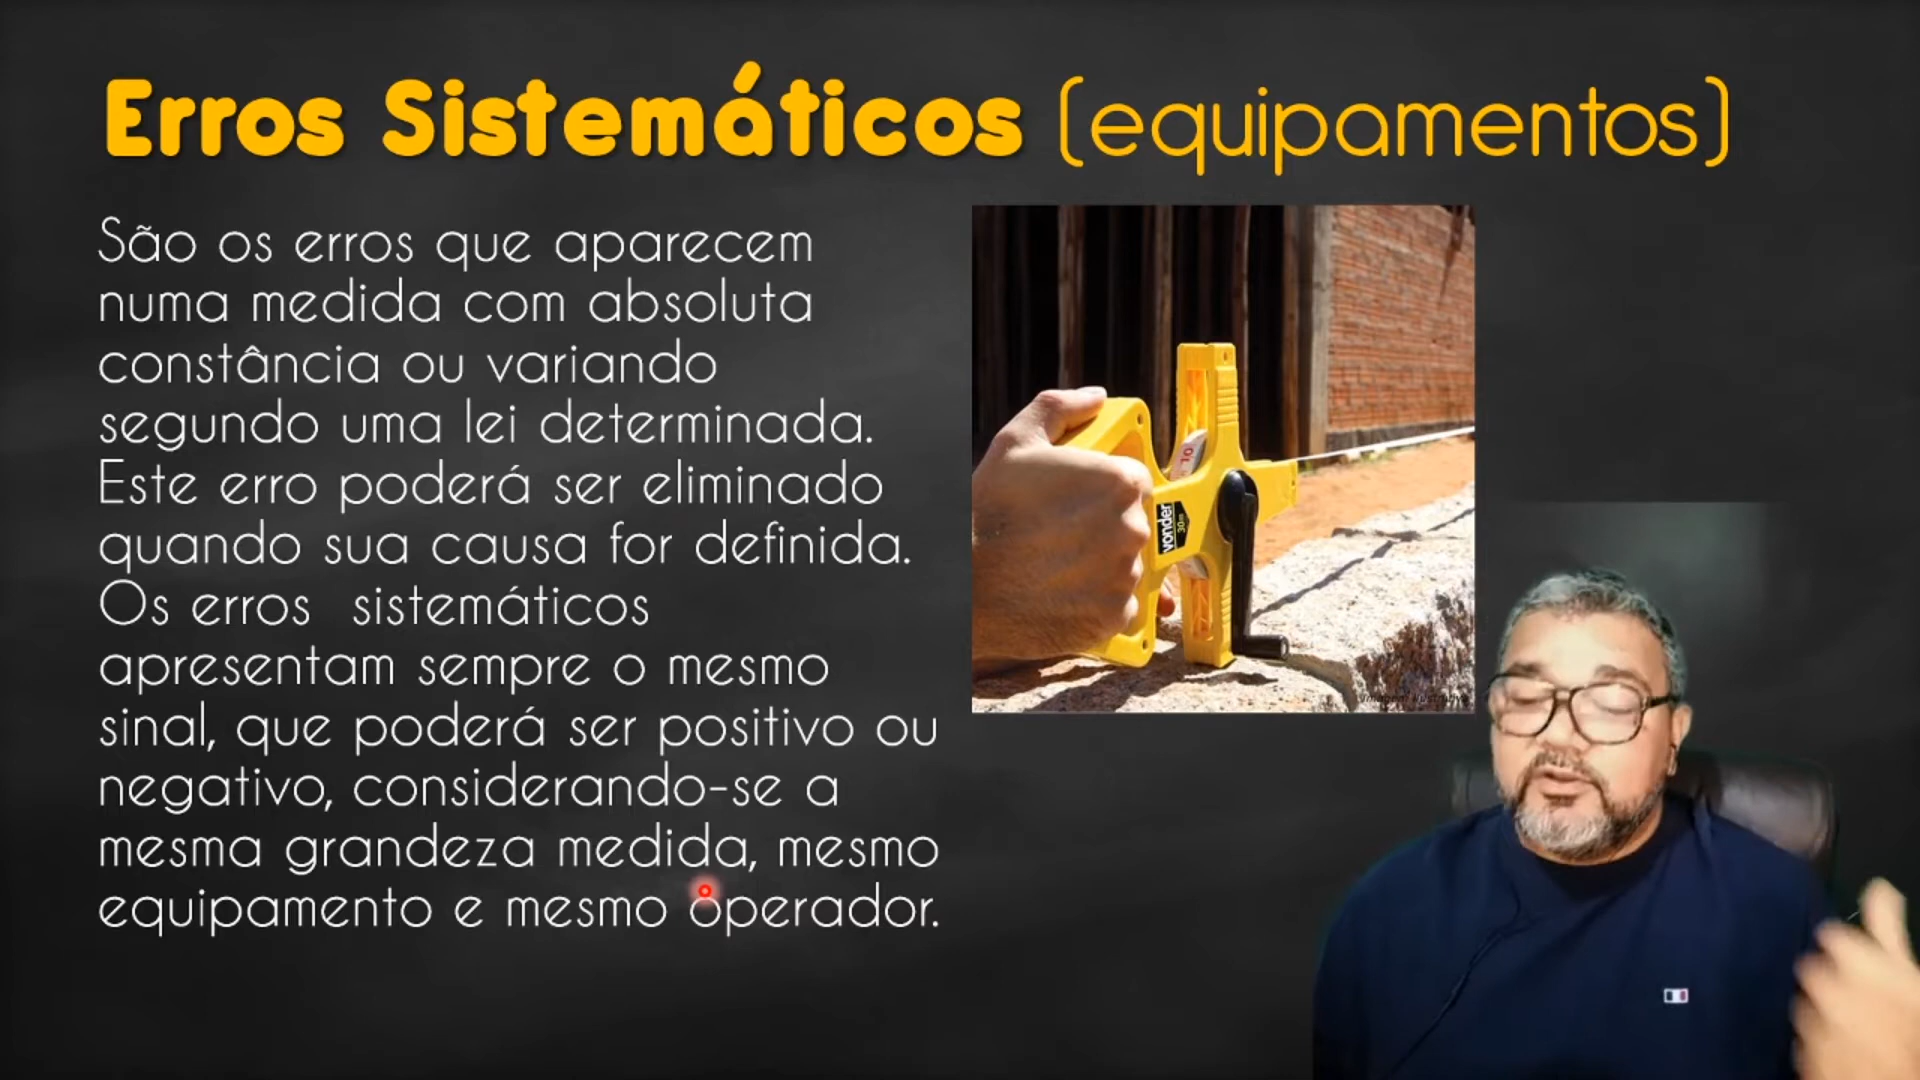 Erros Sistemáticos (equipamentos)
São os erros que aparecem
numa medida com absoluta
constância ou variando
segundo uma lei determinada.
Este erro poderá ser eliminado
quando sua causa for definida.
Os erros sistemáticos
apresentam sempre o mesmo
sinal, que poderá ser positivo ou
negativo, considerando-se a
mesma grandeza medida, mesmo
equipamento e mesmo operador.
vonder
30m